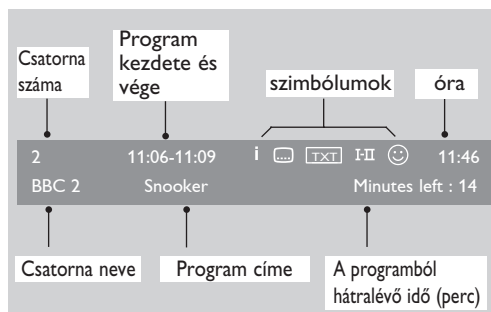 Csatorna
száma
Program
kezdete és
vége
szimbólumok
óra
2 11:06-11:09 i TXT I-II 11:46
BBC 2 Snooker Minutes left : 14
Csatorna neve
Program címe
A programból
hátralévő idő (perc)